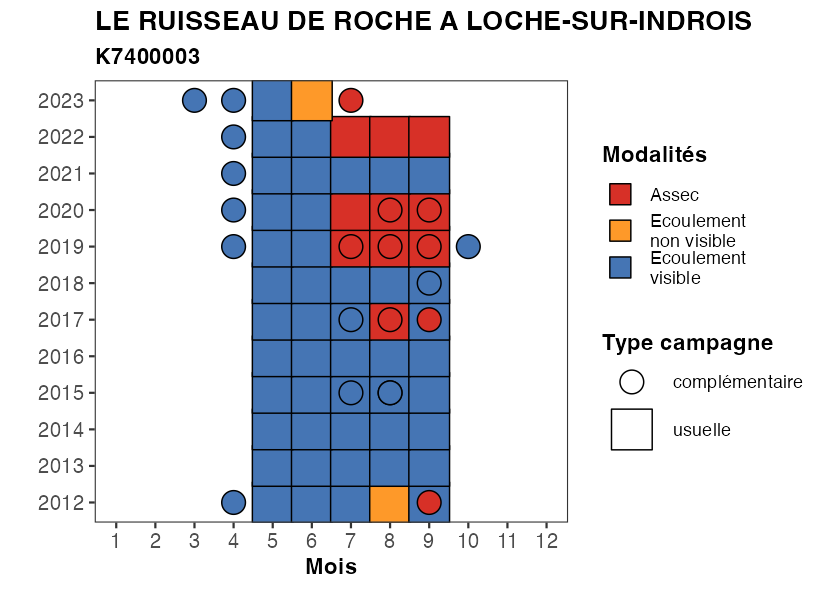 LE RUISSEAU DE ROCHE A LOCHE-SUR-INDROIS
K7400003
2023
2022
2021
2020
2019
2018
2017
2016
2015
2014
2013
2012
1 2 3 4 5 6 7 8 9 10 11 12
Mois
Modalités
Assec
Ecoulement
non visible
Ecoulement
visible
Type campagne
complémentaire
usuelle